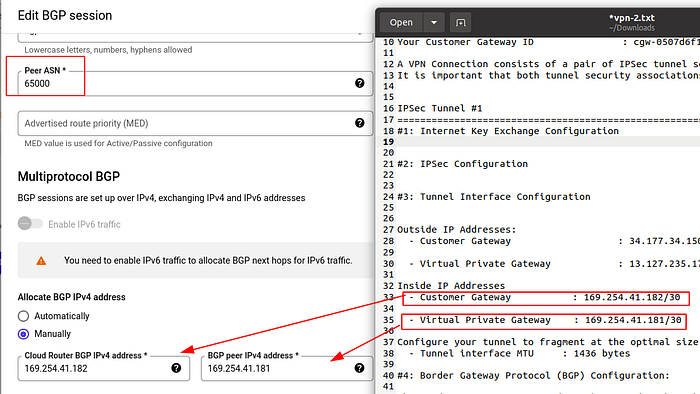 Edit BGP session
Lowercase letters, numbers, hyphens allowed
Peer ASN *
65000
Advertised route priority (MED)
MED value is used for Active/Passive configuration
Multiprotocol BGP
BGP sessions are set up over IPv4, exchanging IPv4 and IPv6 addresses
Enable IPv6 traffic
You need to enable IPv6 traffic to allocate BGP next hops for IPv6 traffic.
Allocate BGP IPv4 address
Automatically
Manually
Cloud Router BGP IPv4 address *
169.254.41.182
BGP peer IPv4 address *
169.254.41.181
Open
*vpn-2.txt
~/Downloads
10 Your Customer Gateway ID : cgw-0507d6f1
11
12 A VPN Connection consists of a pair of IPSec tunnel se
13 It is important that both tunnel security association
14
15
16 IPSec Tunnel #1
17 ================================================
18 #1: Internet Key Exchange Configuration
19
20
21 #2: IPSec Configuration
22
23
24 #3: Tunnel Interface Configuration
25
26
27 Outside IP Addresses:
28 - Customer Gateway : 34.177.34.150
29
30 - Virtual Private Gateway : 13.127.235.1
31
32 Inside IP Addresses
33 - Customer Gateway : 169.254.41.182/30
34
35 - Virtual Private Gateway : 169.254.41.181/30
36
37 Configure your tunnel to fragment at the optimal size
38 - Tunnel interface MTU : 1436 bytes
39
40 #4: Border Gateway Protocol (BGP) Configuration:
41